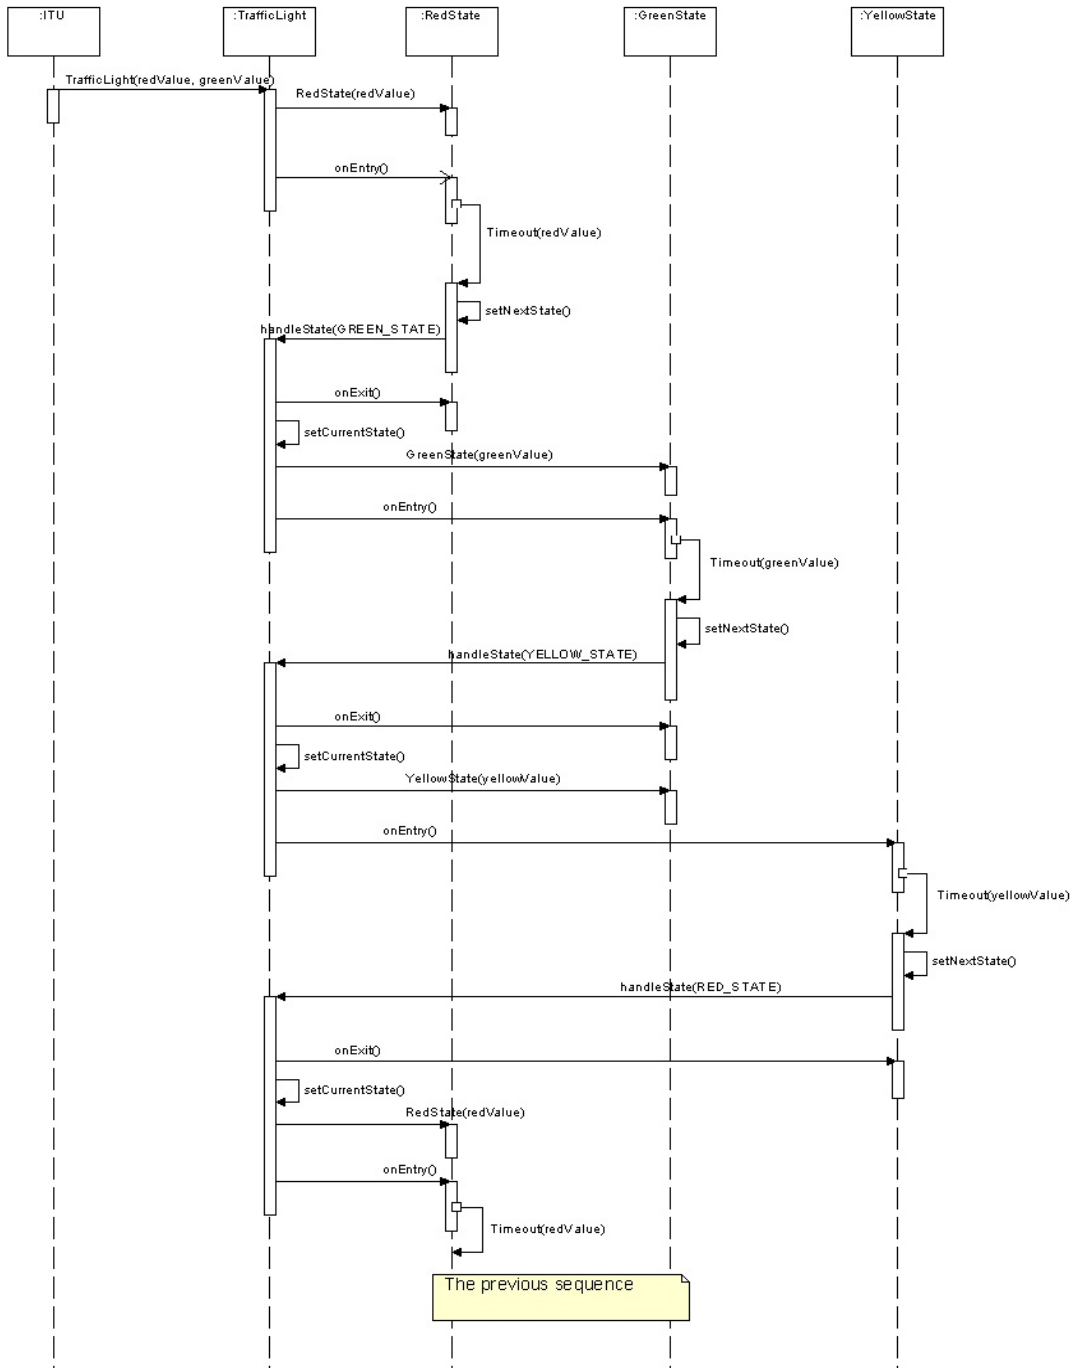 :ITU
:TrafficLight
:RedState
:GreenState
:YellowState
TrafficLight(redValue, greenValue)
RedState(redValue)
onEntry()
Timeout(redValue)
setNextState()
handleState(GREEN_STATE)
onExit()
setCurrentState()
GreenState(greenValue)
onEntry()
Timeout(greenValue)
setNextState()
handleState(YELLOW_STATE)
onExit()
setCurrentState()
YellowState(yellowValue)
onEntry()
Timeout(yellowValue)
setNextState()
handleState(RED_STATE)
onExit()
setCurrentState()
RedState(redValue)
onEntry()
Timeout(redValue)
The previous sequence